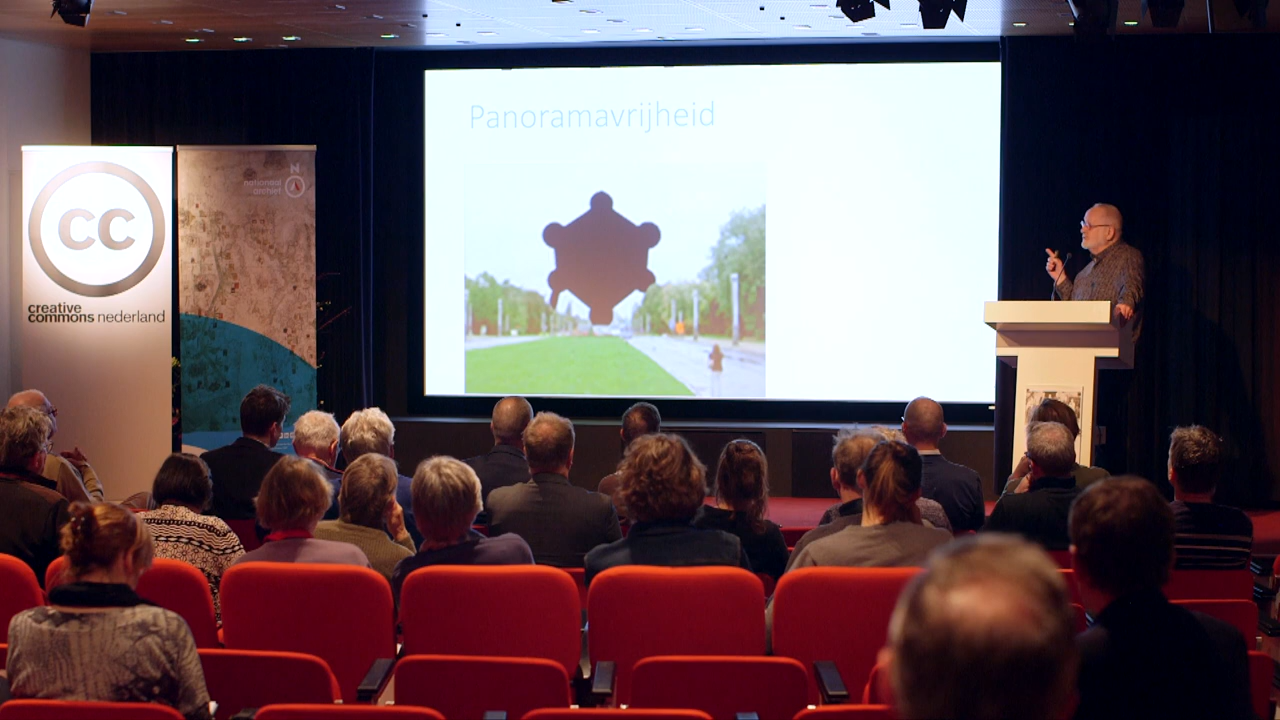 Panoramavrijheid
CC
creative
commons nederland
nationaal
archief